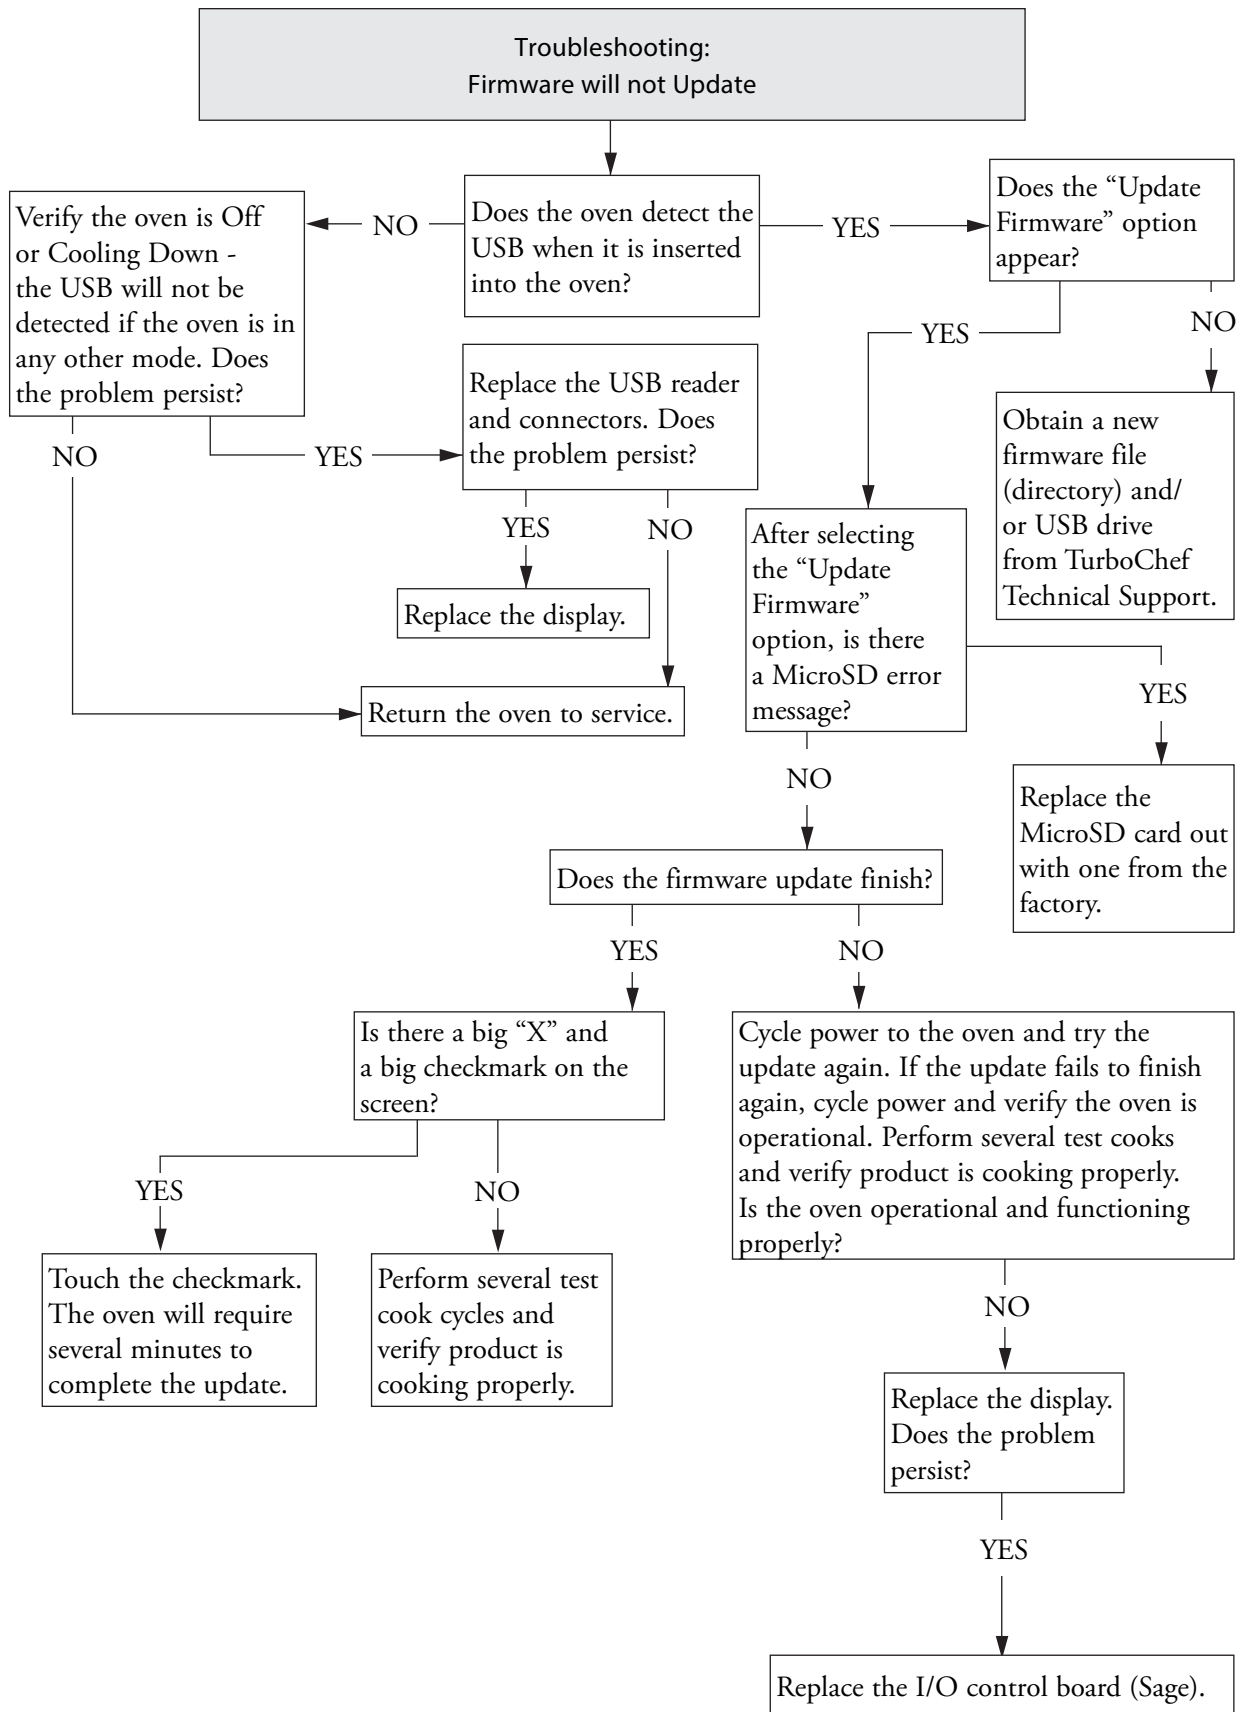 Troubleshooting:
Firmware will not Update
Does the oven detect the
USB when it is inserted
into the oven?
NO
Verify the oven is Off
or Cooling Down -
the USB will not be
detected if the oven is in
any other mode. Does
the problem persist?
NO
YES
Replace the USB reader
and connectors. Does
the problem persist?
YES
NO
Replace the display.
Return the oven to service.
YES
Does the “Update
Firmware” option
appear?
YES
NO
Obtain a new
firmware file
(directory) and/
or USB drive
from TurboChef
Technical Support.
After selecting
the “Update
Firmware”
option, is there
a MicroSD error
message?
YES
Replace the
MicroSD card out
with one from the
factory.
NO
Does the firmware update finish?
YES
NO
Is there a big “X” and
a big checkmark on the
screen?
YES
NO
Touch the checkmark.
The oven will require
several minutes to
complete the update.
Perform several test
cook cycles and
verify product is
cooking properly.
Cycle power to the oven and try the
update again. If the update fails to finish
again, cycle power and verify the oven is
operational. Perform several test cooks
and verify product is cooking properly.
Is the oven operational and functioning
properly?
NO
Replace the display.
Does the problem
persist?
YES
Replace the I/O control board (Sage).